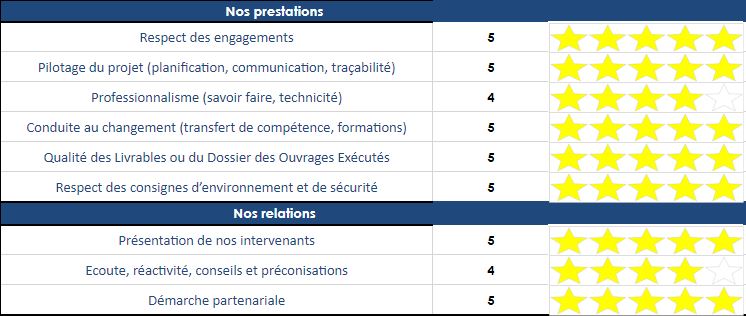 Nos prestations
Respect des engagements 5
Pilotage du projet (planification, communication, traçabilité) 5
Professionnalisme (savoir faire, technicité) 4
Conduite au changement (transfert de compétence, formations) 5
Qualité des Livrables ou du Dossier des Ouvrages Exécutés 5
Respect des consignes d’environnement et de sécurité 5
Nos relations
Présentation de nos intervenants 5
Ecoute, réactivité, conseils et préconisations 4
Démarche partenariale 5